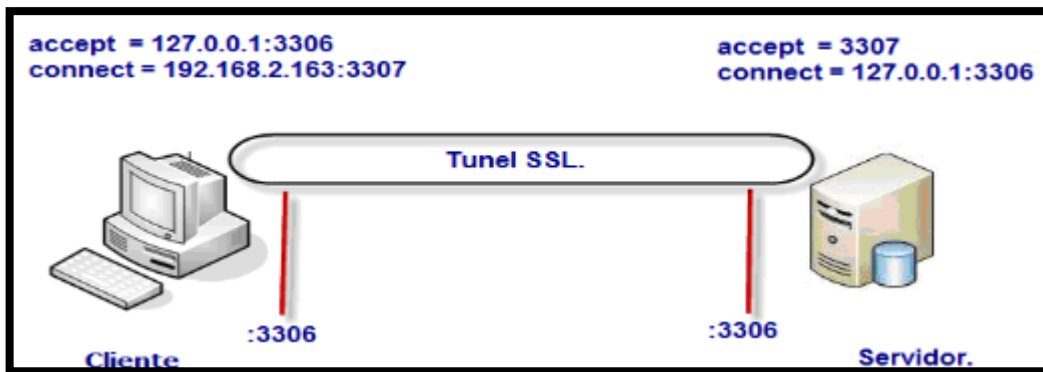 accept = 127.0.0.1:3306
connect = 192.168.2.163:3307
accept = 3307
connect = 127.0.0.1:3306
Tunel SSL.
:3306
:3306
Cliente
Servidor.